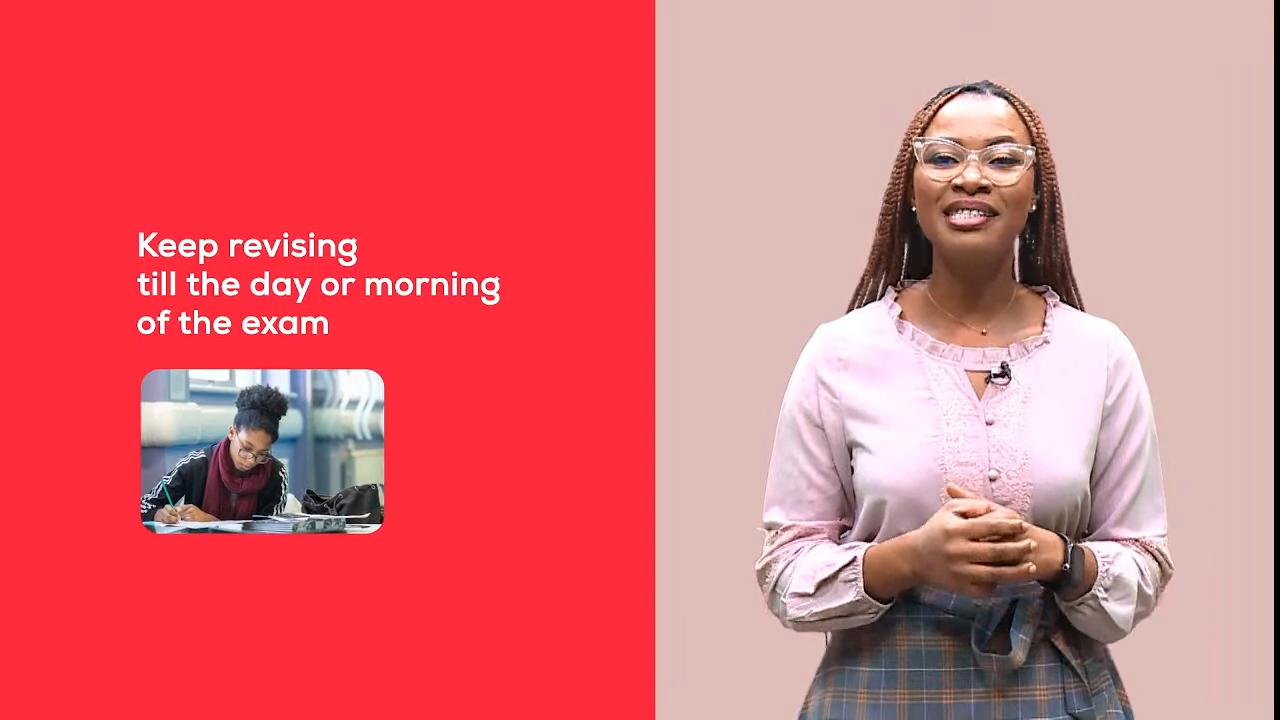 Keep revising
till the day or morning
of the exam